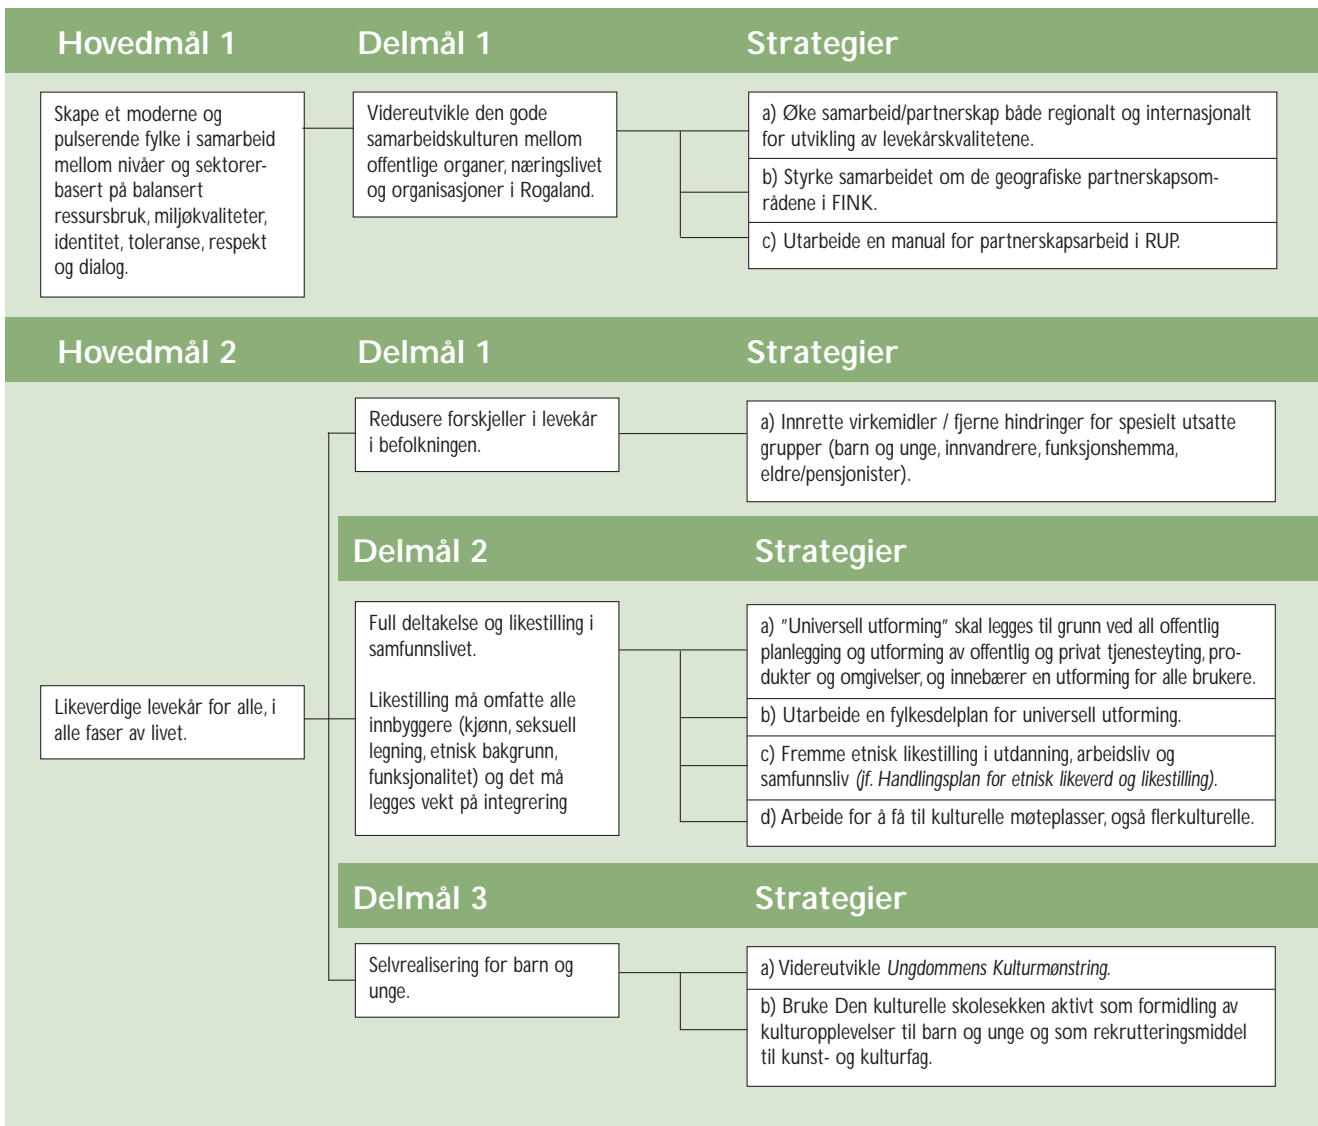 Hovedmål 1
Delmål 1
Strategier
Skape et moderne og
pulserende fylke i samarbeid
mellom nivåer og sektorer-
basert på balansert
ressursbruk, miljøkvaliteter,
identitet, toleranse, respekt
og dialog.
Videreutvikle den gode
samarbeidskulturen mellom
offentlige organer, næringslivet
og organisasjoner i Rogaland.
a) Øke samarbeid/partnerskap både regionalt og internasjonalt
for utvikling av levekårskvalitetene.
b) Styrke samarbeidet om de geografiske partnerskapsom-
rådene i FINK.
c) Utarbeide en manual for partnerskapsarbeid i RUP.
Hovedmål 2
Delmål 1
Strategier
Likeverdige levekår for alle, i
alle faser av livet.
Redusere forskjeller i levekår
i befolkningen.
a) Innrette virkemidler / fjerne hindringer for spesielt utsatte
grupper (barn og unge, innvandrere, funksjonshemma,
eldre/pensjonister).
Delmål 2
Strategier
Full deltakelse og likestilling i
samfunnslivet.
Likestilling må omfatte alle
innbyggere (kjønn, seksuell
legning, etnisk bakgrunn,
funksjonalitet) og det må
legges vekt på integrering
a) "Universell utforming" skal legges til grunn ved all offentlig
planlegging og utforming av offentlig og privat tjenesteyting, pro-
dukter og omgivelser, og innebærer en utforming for alle brukere.
b) Utarbeide en fylkesdelplan for universell utforming.
c) Fremme etnisk likestilling i utdanning, arbeidsliv og
samfunnsliv (jf. Handlingsplan for etnisk likeverd og likestilling).
d) Arbeide for å få til kulturelle møteplasser, også flerkulturelle.
Delmål 3
Strategier
Selvrealisering for barn og
unge.
a) Videreutvikle Ungdommens Kulturmønstring.
b) Bruke Den kulturelle skolesekken aktivt som formidling av
kulturopplevelser til barn og unge og som rekrutteringsmiddel
til kunst- og kulturfag.